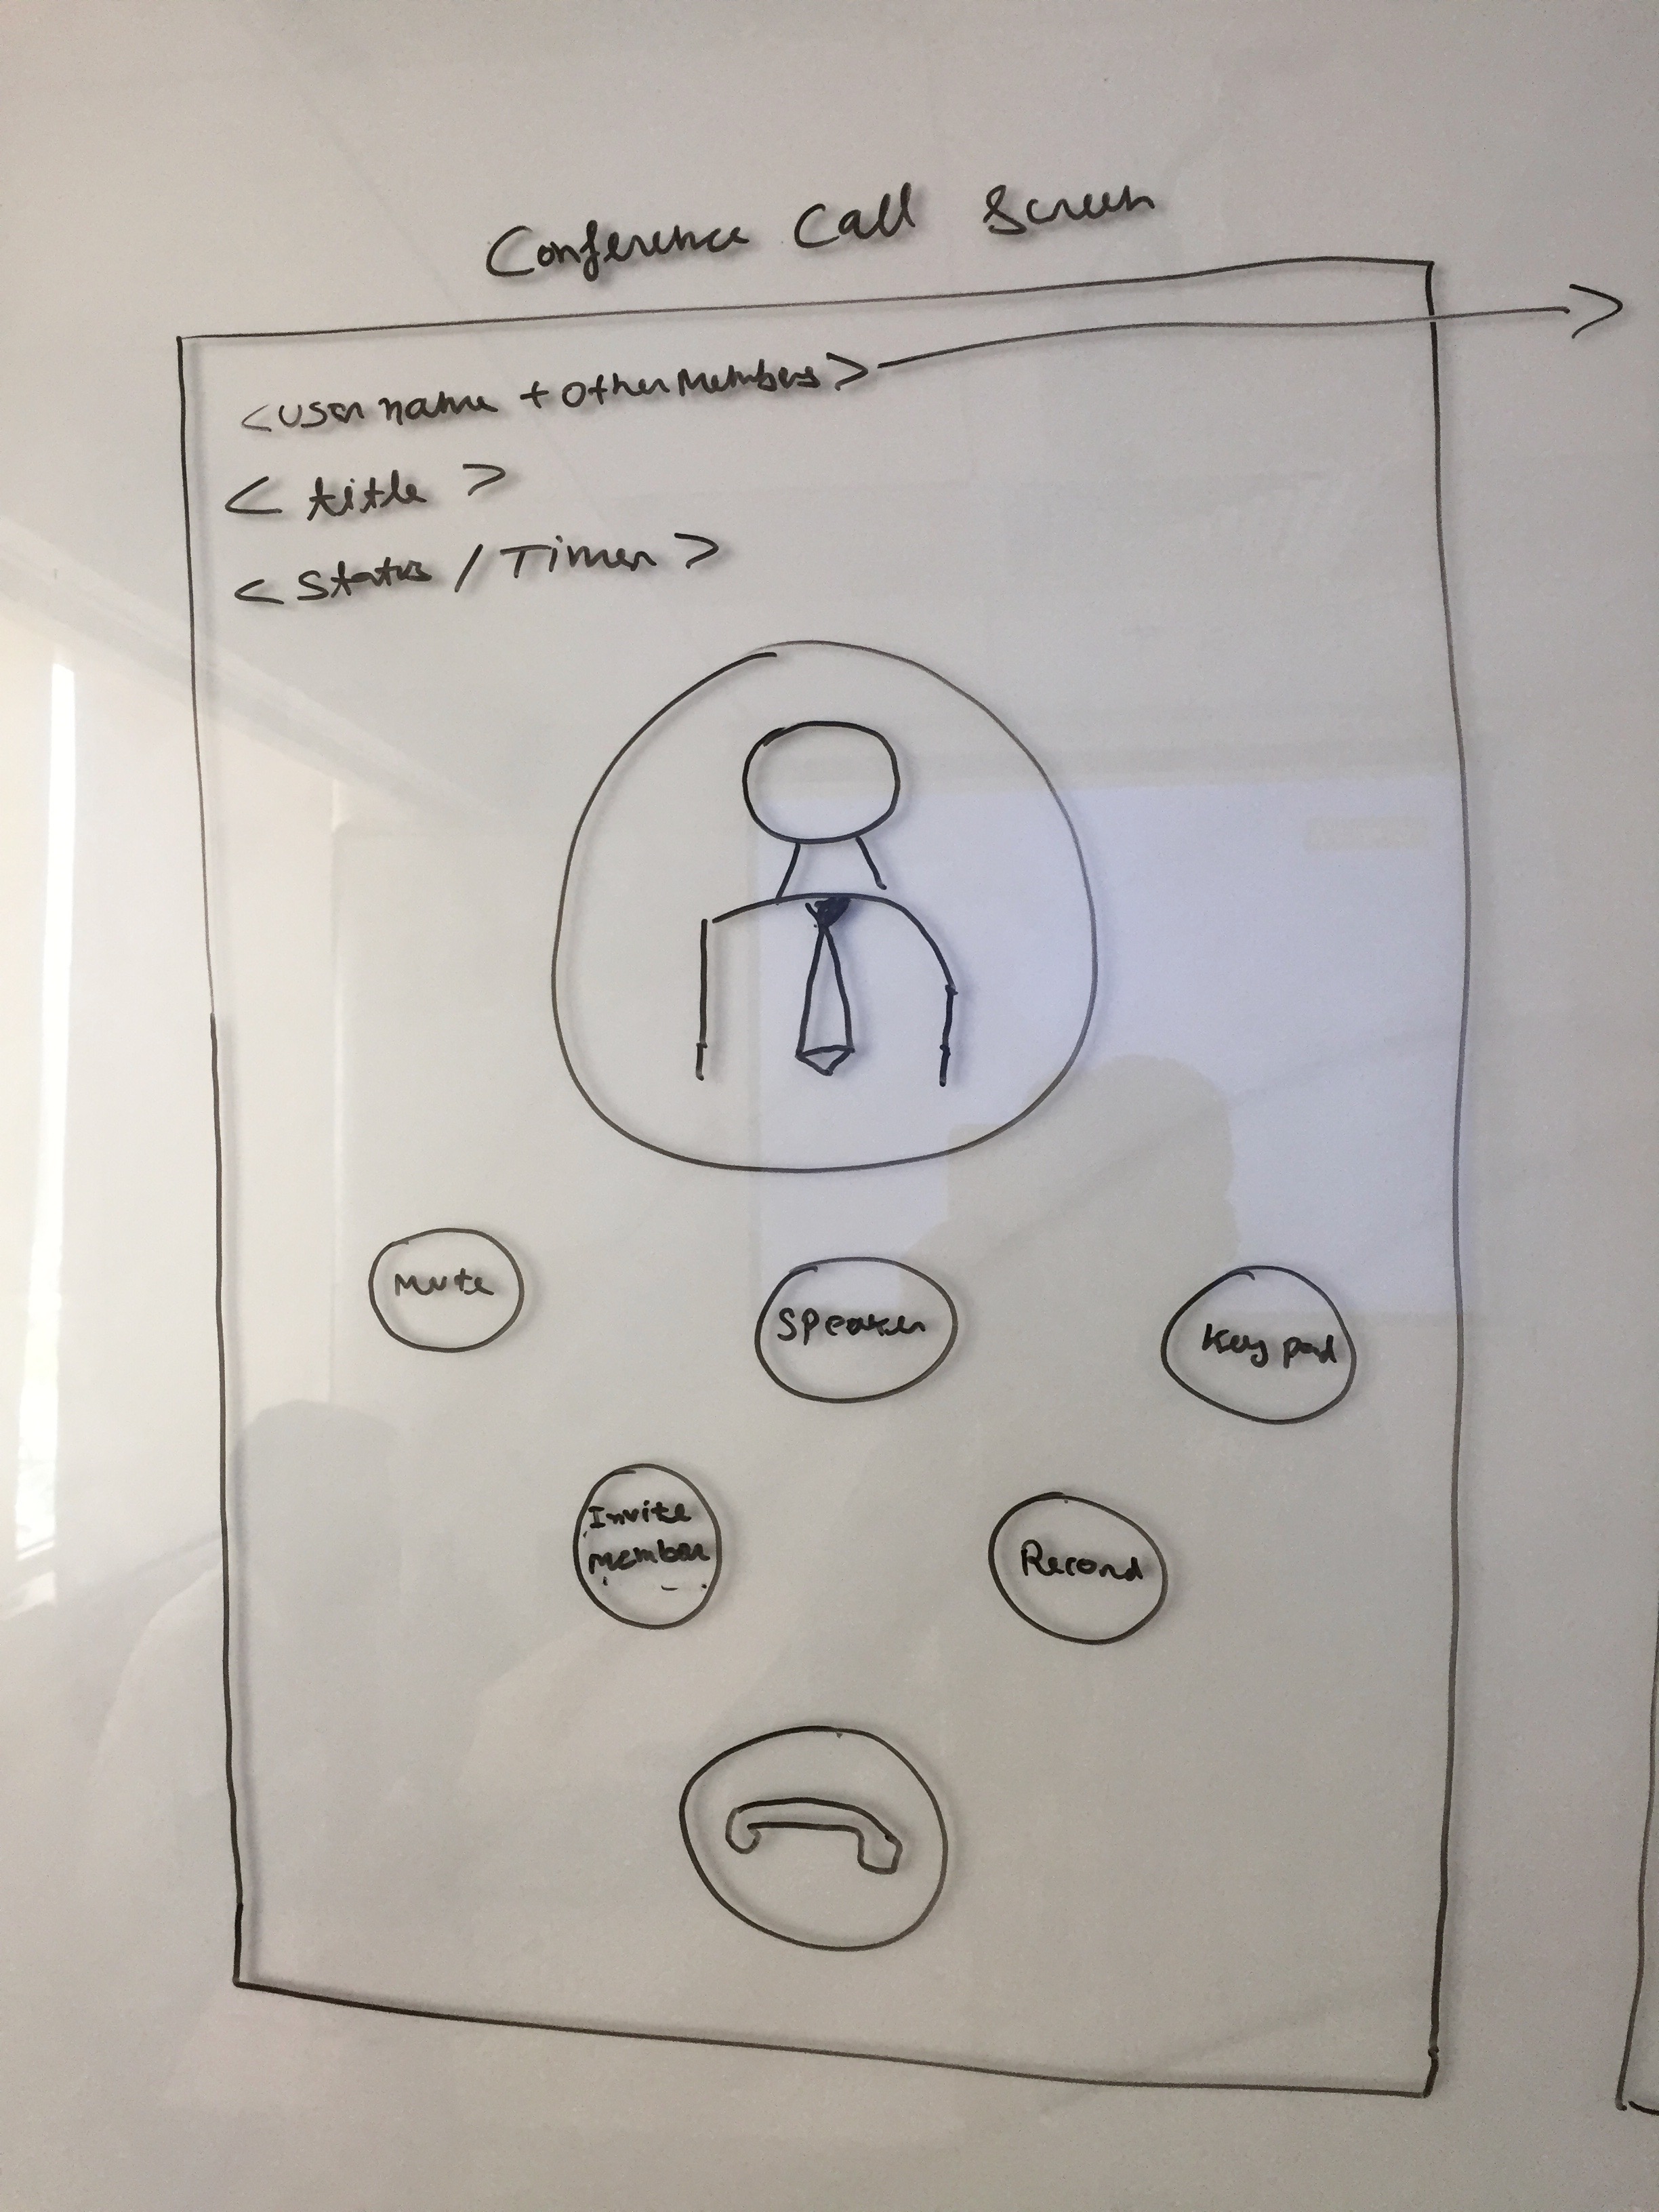 Conference Call Screen
<User name + Other Members>
< title >
< Status / Timer >
Mute
Speaker
Key pad
Invite
Member
Record